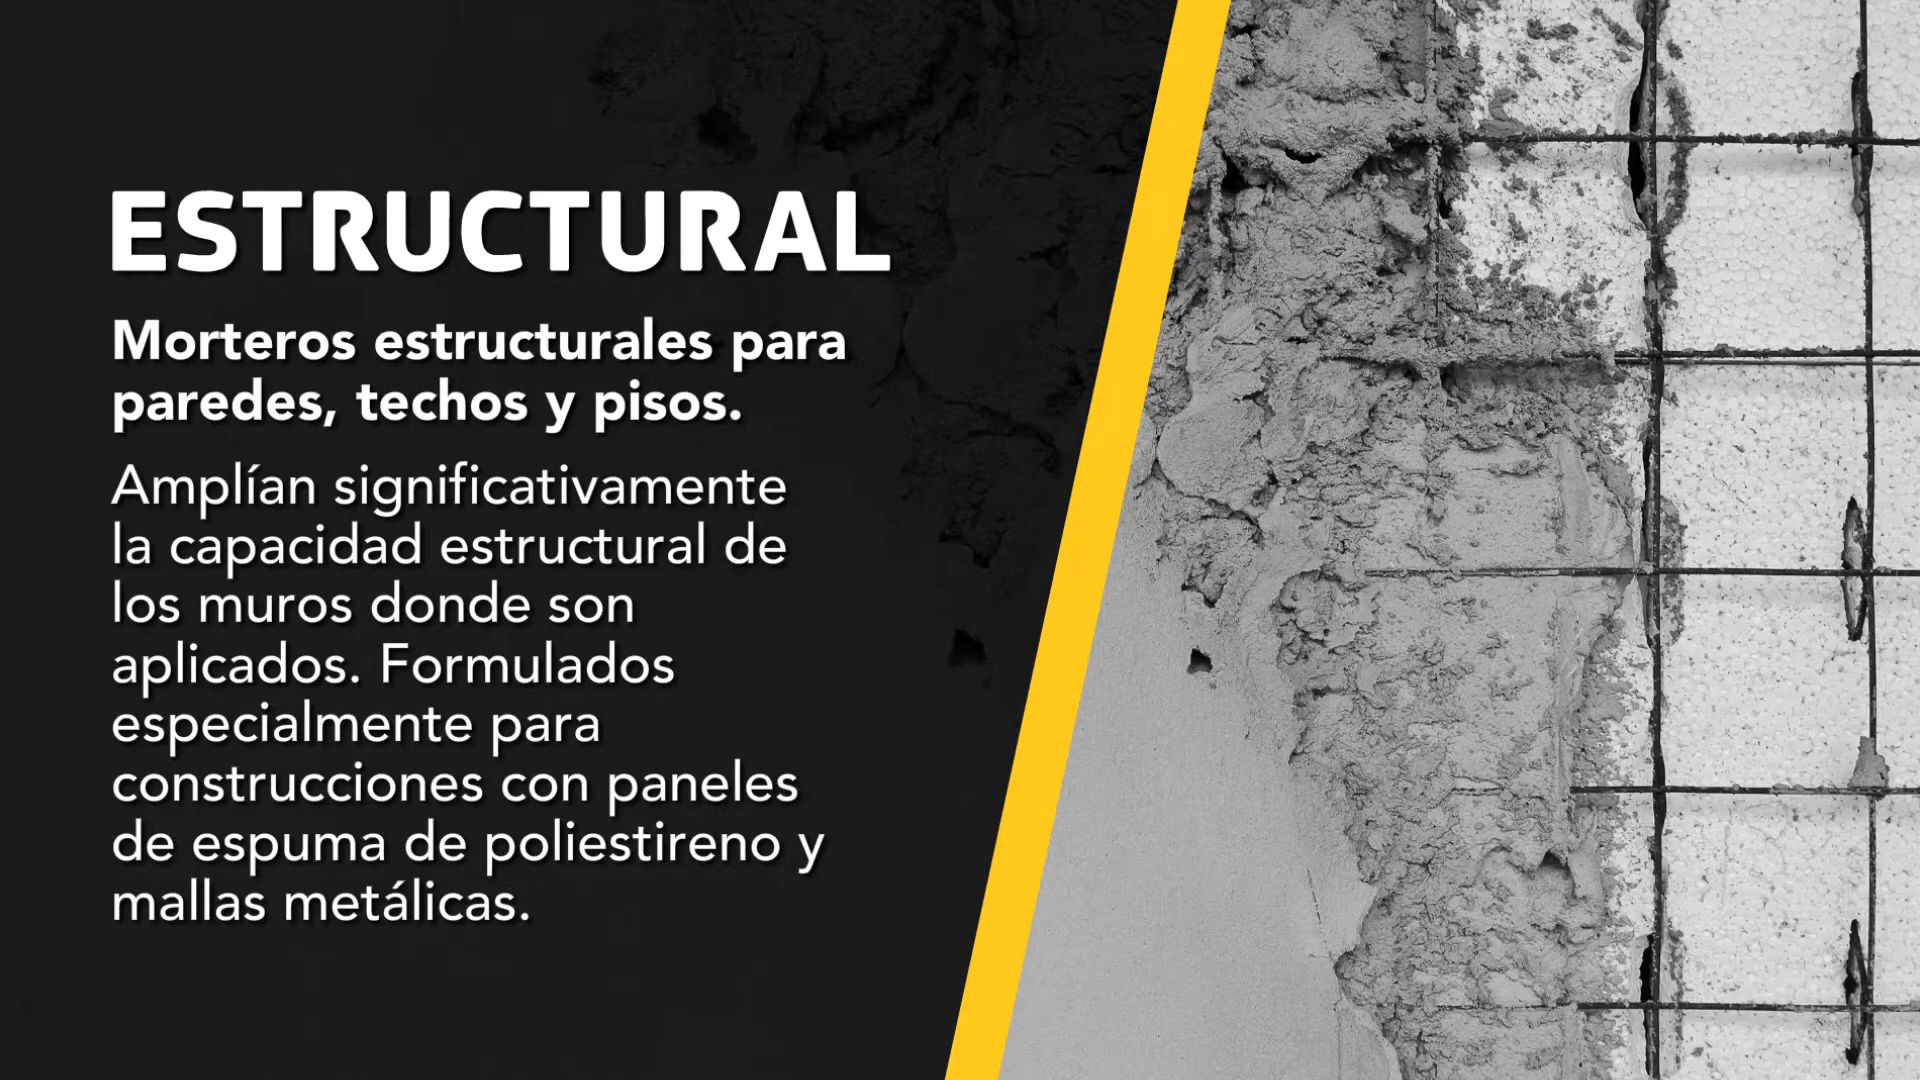 ESTRUCTURAL
Morteros estructurales para
paredes, techos y pisos.
Amplían significativamente
la capacidad estructural de
los muros donde son
aplicados. Formulados
especialmente para
construcciones con paneles
de espuma de poliestireno y
mallas metálicas.